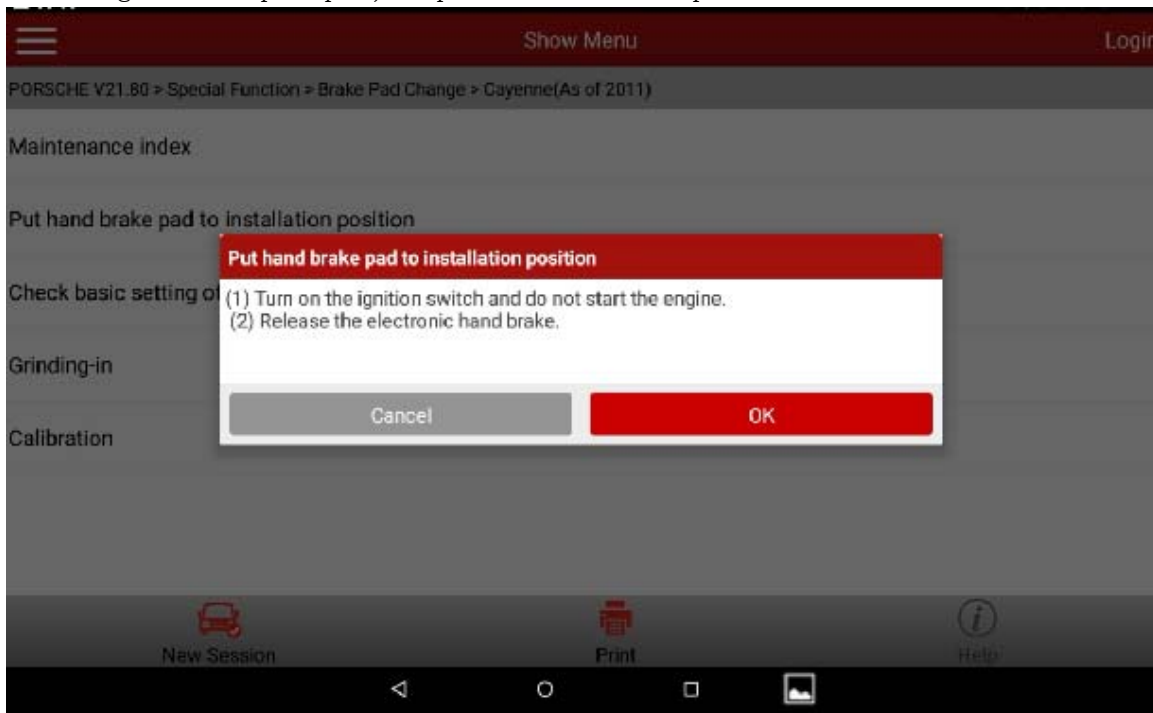 Show Menu
Login
PORSCHE V21.80 > Special Function > Brake Pad Change > Cayenne(As of 2011)
Maintenance index
Put hand brake pad to installation position
Put hand brake pad to installation position
Check basic setting of
(1) Turn on the ignition switch and do not start the engine.
(2) Release the electronic hand brake.
Grinding-in
Cancel
OK
Calibration
New Session
Print
Help